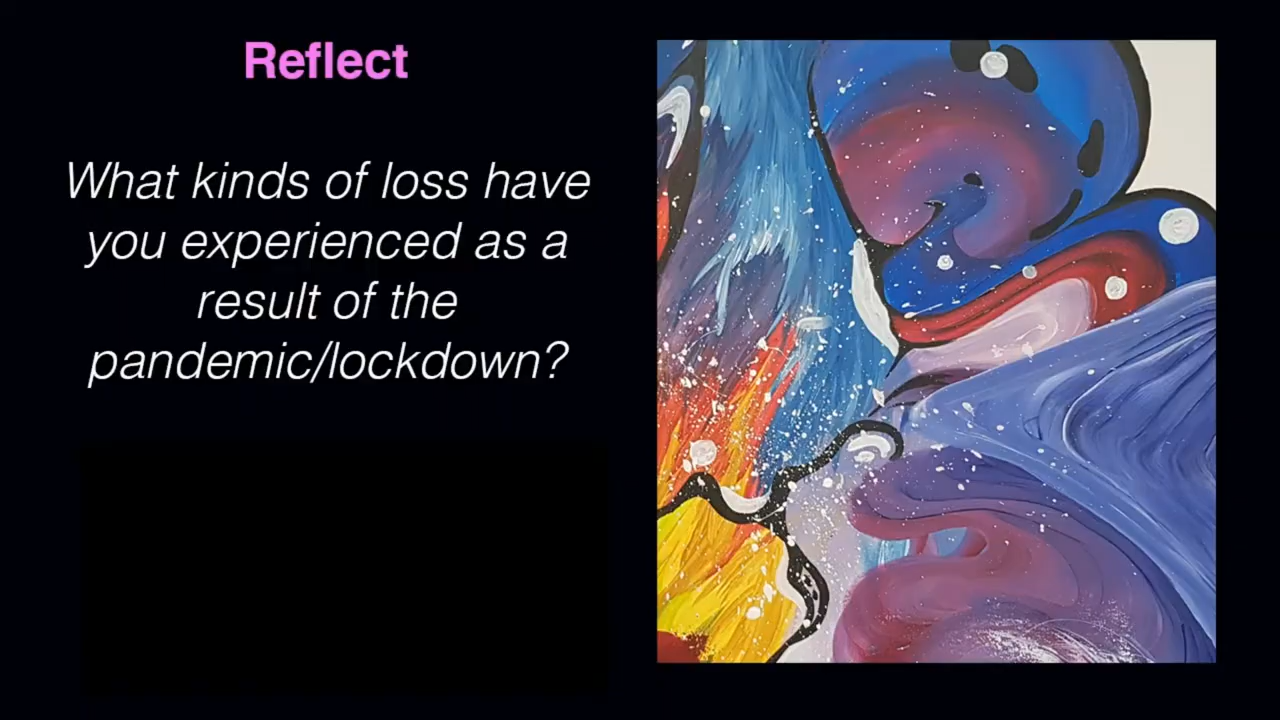 Reflect
What kinds of loss have
you experienced as a
result of the
pandemic/lockdown?